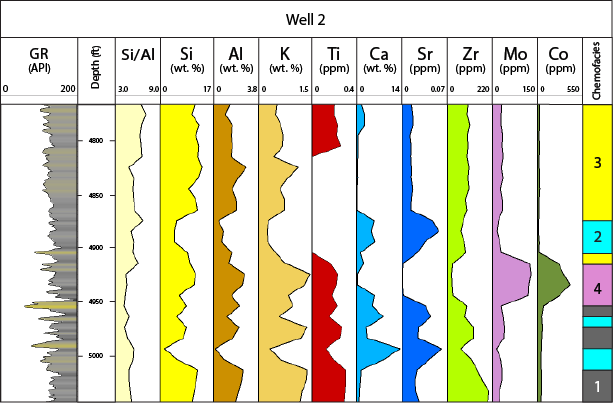 Well 2
GR
(API)
0 200
Depth (ft)
Si/Al
3.0 9.0
Si
(wt. %)
0 17
Al
(wt. %)
0 3.8
K
(wt. %)
0 1.5
Ti
(ppm)
0 0.4
Ca
(wt. %)
0 14
Sr
(ppm)
0 0.07
Zr
(ppm)
0 220
Mo
(ppm)
0 150
Co
(ppm)
0 550
Chemofacies
4800
4850
4900
4950
5000
3
2
4
1